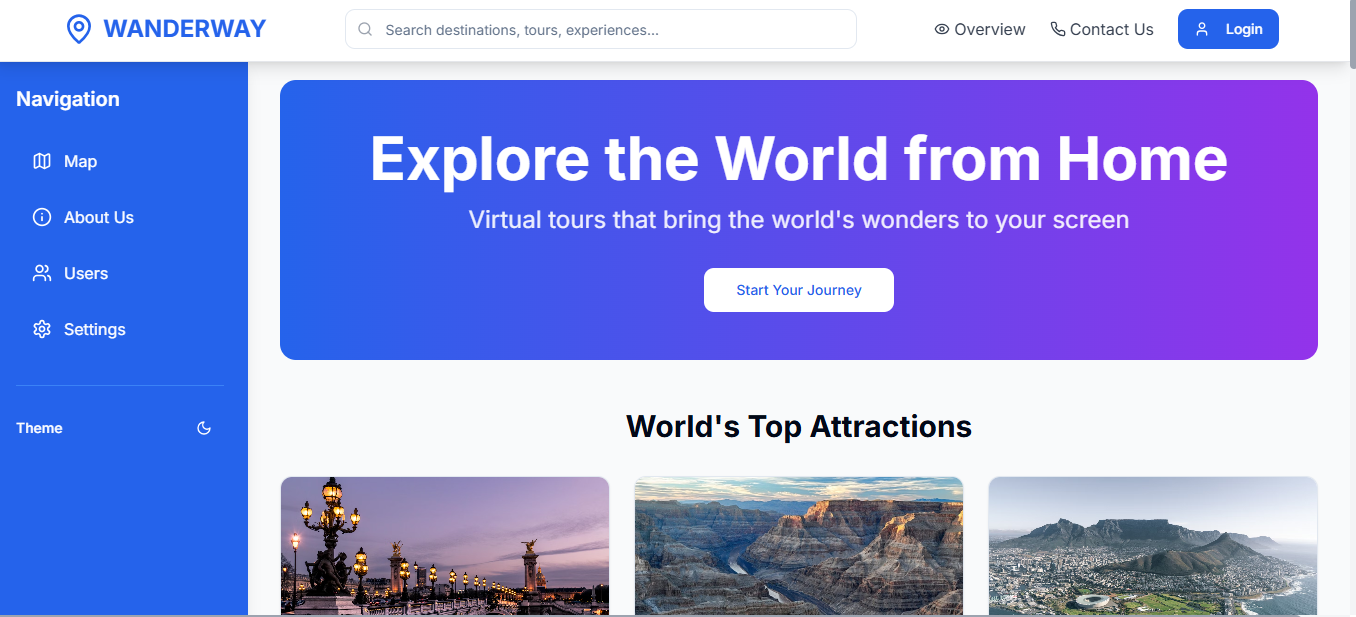 WANDERWAY
Search destinations, tours, experiences...
Overview
Contact Us
Login
Navigation
Map
About Us
Users
Settings
Theme
Explore the World from Home
Virtual tours that bring the world's wonders to your screen
Start Your Journey
World's Top Attractions